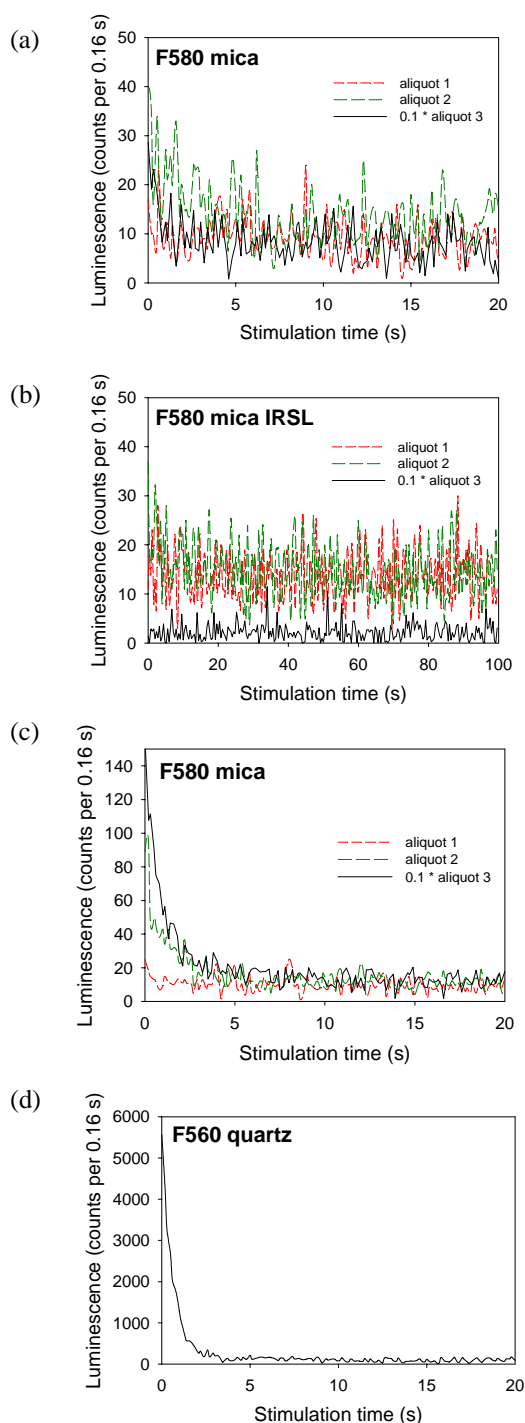 (a)
F580 mica
aliquot 1
aliquot 2
0.1 * aliquot 3
Luminescence (counts per 0.16 s)
50
40
30
20
10
0
0 5 10 15 20
Stimulation time (s)
(b)
F580 mica IRSL
aliquot 1
aliquot 2
0.1 * aliquot 3
Luminescence (counts per 0.16 s)
50
40
30
20
10
0
0 20 40 60 80 100
Stimulation time (s)
(c)
F580 mica
aliquot 1
aliquot 2
0.1 * aliquot 3
Luminescence (counts per 0.16 s)
140
120
100
80
60
40
20
0
0 5 10 15 20
Stimulation time (s)
(d)
F560 quartz
Luminescence (counts per 0.16 s)
6000
5000
4000
3000
2000
1000
0
0 5 10 15 20
Stimulation time (s)